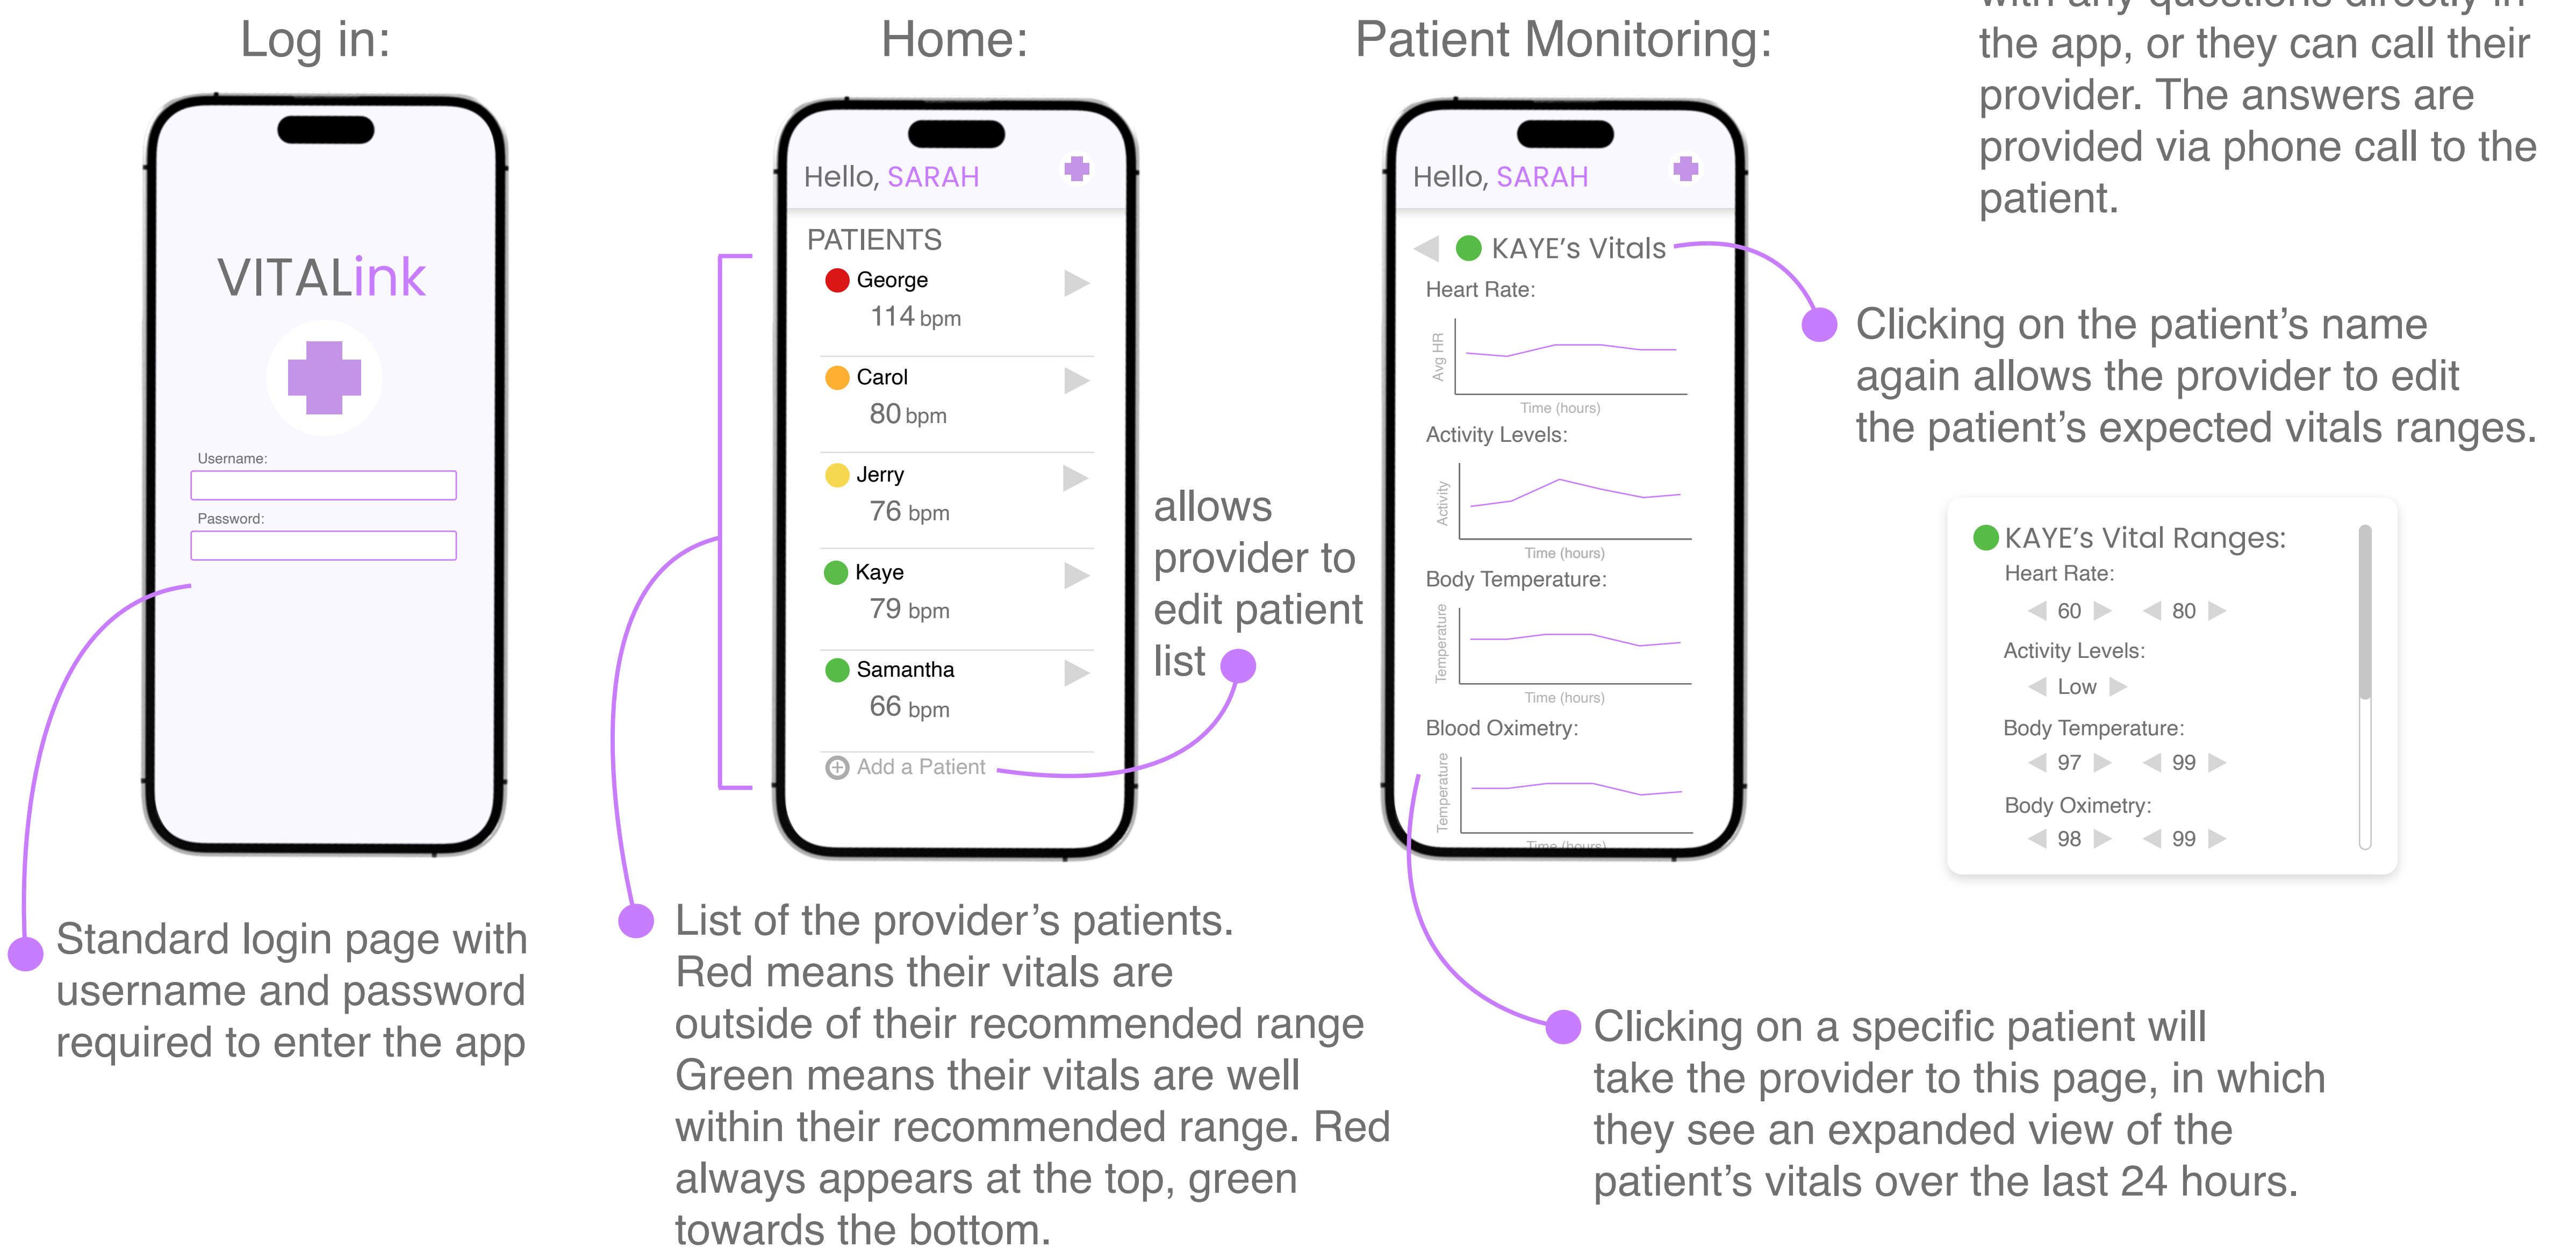 Log in:
VITALink
Username:
Password:
Standard login page with
username and password
required to enter the app
Home:
Hello, SARAH
PATIENTS
George
114 bpm
Carol
80 bpm
Jerry
76 bpm
Kaye
79 bpm
Samantha
66 bpm
Add a Patient
allows
provider to
edit patient
list
List of the provider's patients.
Red means their vitals are
outside of their recommended range
Green means their vitals are well
within their recommended range. Red
always appears at the top, green
towards the bottom.
Patient Monitoring:
Hello, SARAH
KAYE's Vitals
Heart Rate:
Avg HR
Time (hours)
Activity Levels:
Activity
Time (hours)
Body Temperature:
Temperature
Time (hours)
Blood Oximetry:
Temperature
Time (hours)
with any questions directly in
the app, or they can call their
provider. The answers are
provided via phone call to the
patient.
Clicking on the patient's name
again allows the provider to edit
the patient's expected vitals ranges.
KAYE's Vital Ranges:
Heart Rate:
60 80
Activity Levels:
Low
Body Temperature:
97 99
Body Oximetry:
98 99
Clicking on a specific patient will
take the provider to this page, in which
they see an expanded view of the
patient's vitals over the last 24 hours.